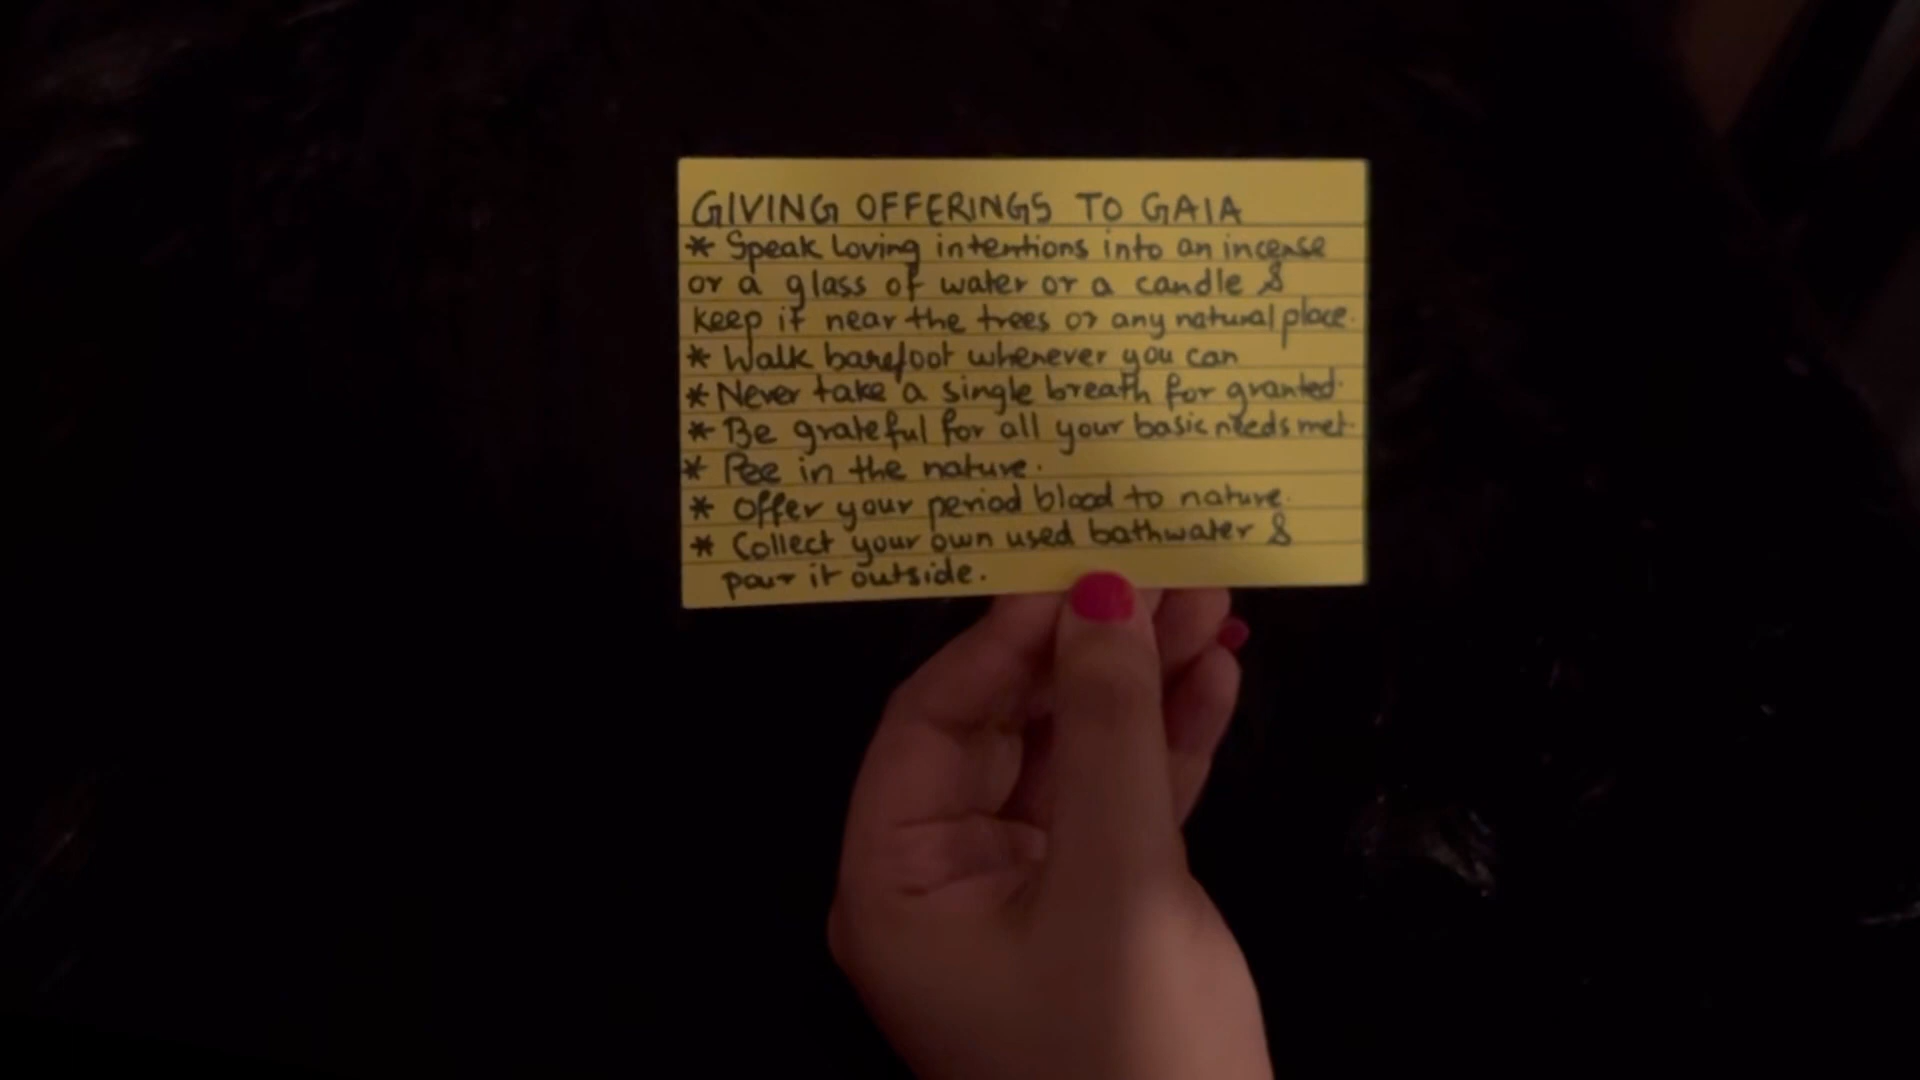 GIVING OFFERINGS TO GAIA
* Speak loving intentions into an incense
or a glass of water or a candle &
keep it near the trees or any natural place.
* Walk barefoot whenever you can
* Never take a single breath for granted.
* Be grateful for all your basic needs met.
* Pee in the nature.
* Offer your period blood to nature.
* Collect your own used bathwater &
pour it outside.